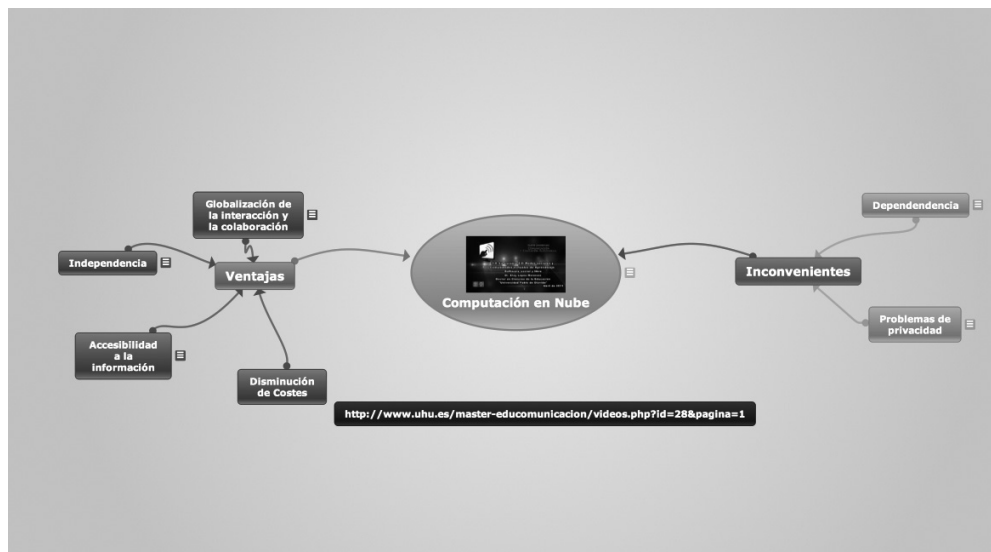 Globalización de
la interacción y
la colaboración
Independencia
Ventajas
Accesibilidad
a la
información
Disminución
de Costes
Computación en Nube
Inconvenientes
Dependendencia
Problemas de
privacidad
http://www.uhu.es/master-educomunicacion/videos.php?id=28&pagina=1